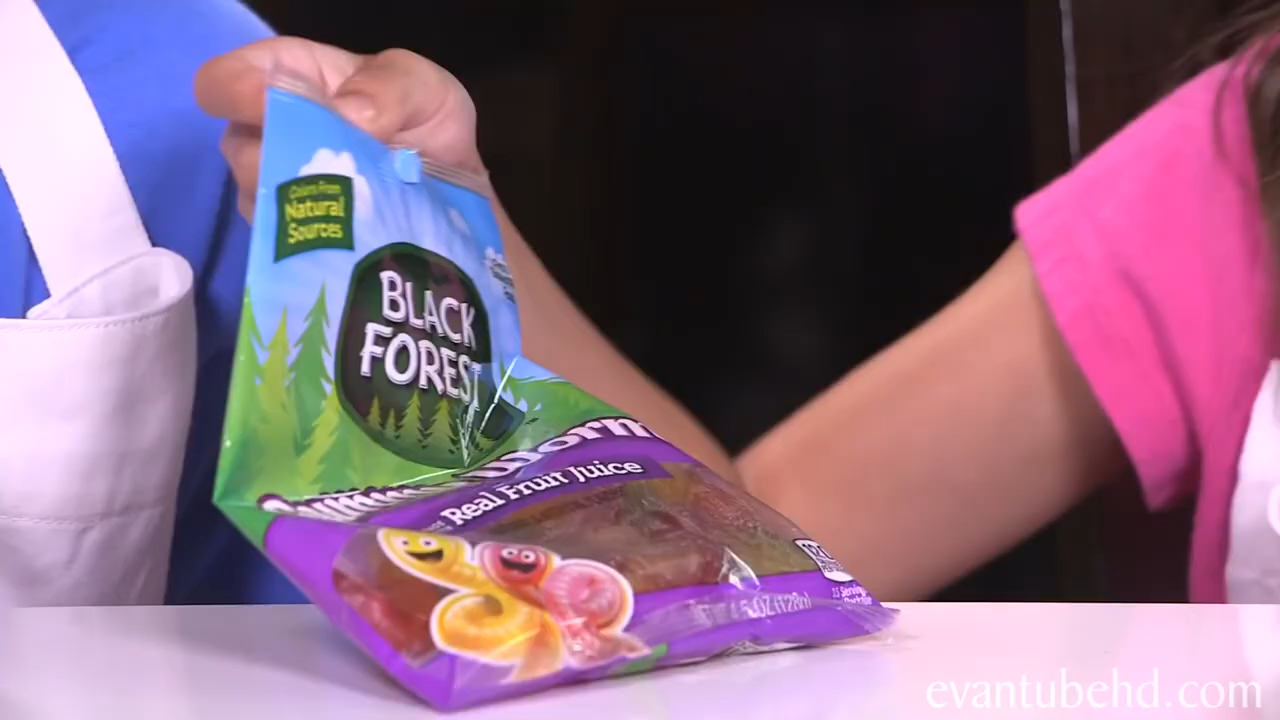 Colors From
Natural
Sources
BLACK
FOREST
Real Fruit Juice
evantubehd.com